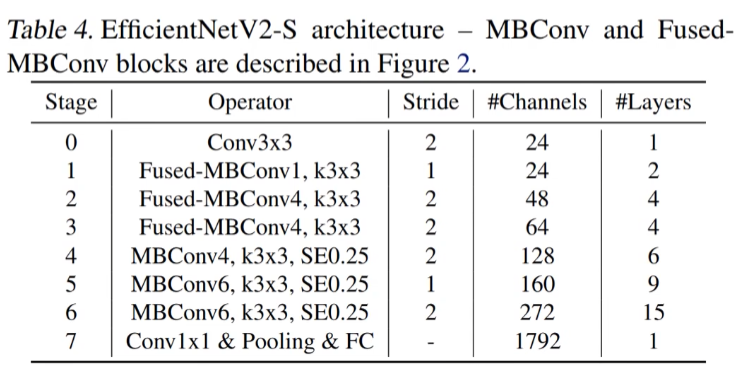 Table 4. EfficientNetV2-S architecture – MBConv and Fused-
MBConv blocks are described in Figure 2.
Stage Operator Stride #Channels #Layers
0 Conv3x3 2 24 1
1 Fused-MBConv1, k3x3 1 24 2
2 Fused-MBConv4, k3x3 2 48 4
3 Fused-MBConv4, k3x3 2 64 4
4 MBConv4, k3x3, SE0.25 2 128 6
5 MBConv6, k3x3, SE0.25 1 160 9
6 MBConv6, k3x3, SE0.25 2 272 15
7 Conv1x1 & Pooling & FC - 1792 1